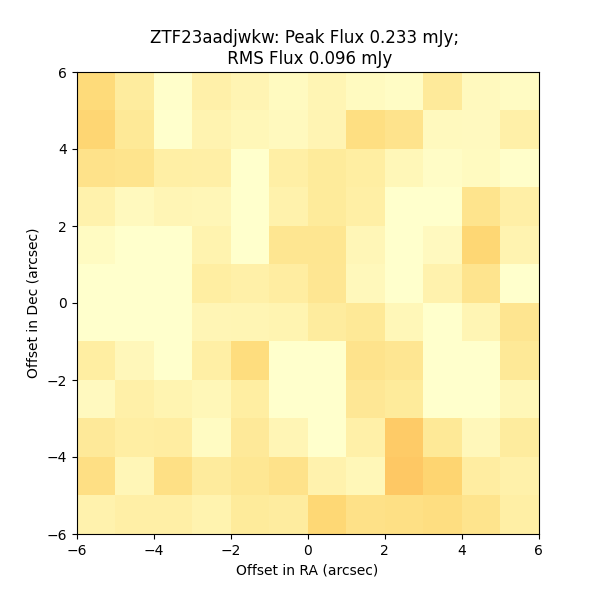 ZTF23aadjwkw: Peak Flux 0.233 mJy;
RMS Flux 0.096 mJy
6
4
2
0
−2
−4
−6
Offset in Dec (arcsec)
−6 −4 −2 0 2 4 6
Offset in RA (arcsec)